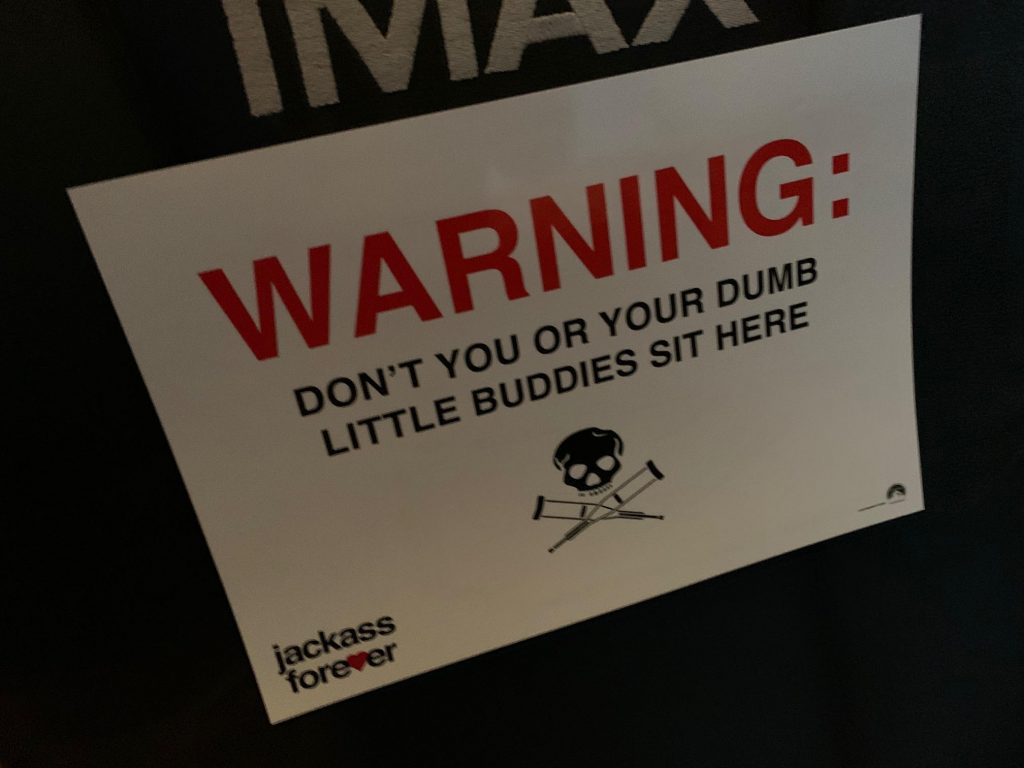 IMAX
WARNING:
DON'T YOU OR YOUR DUMB
LITTLE BUDDIES SIT HERE
jackass
forever